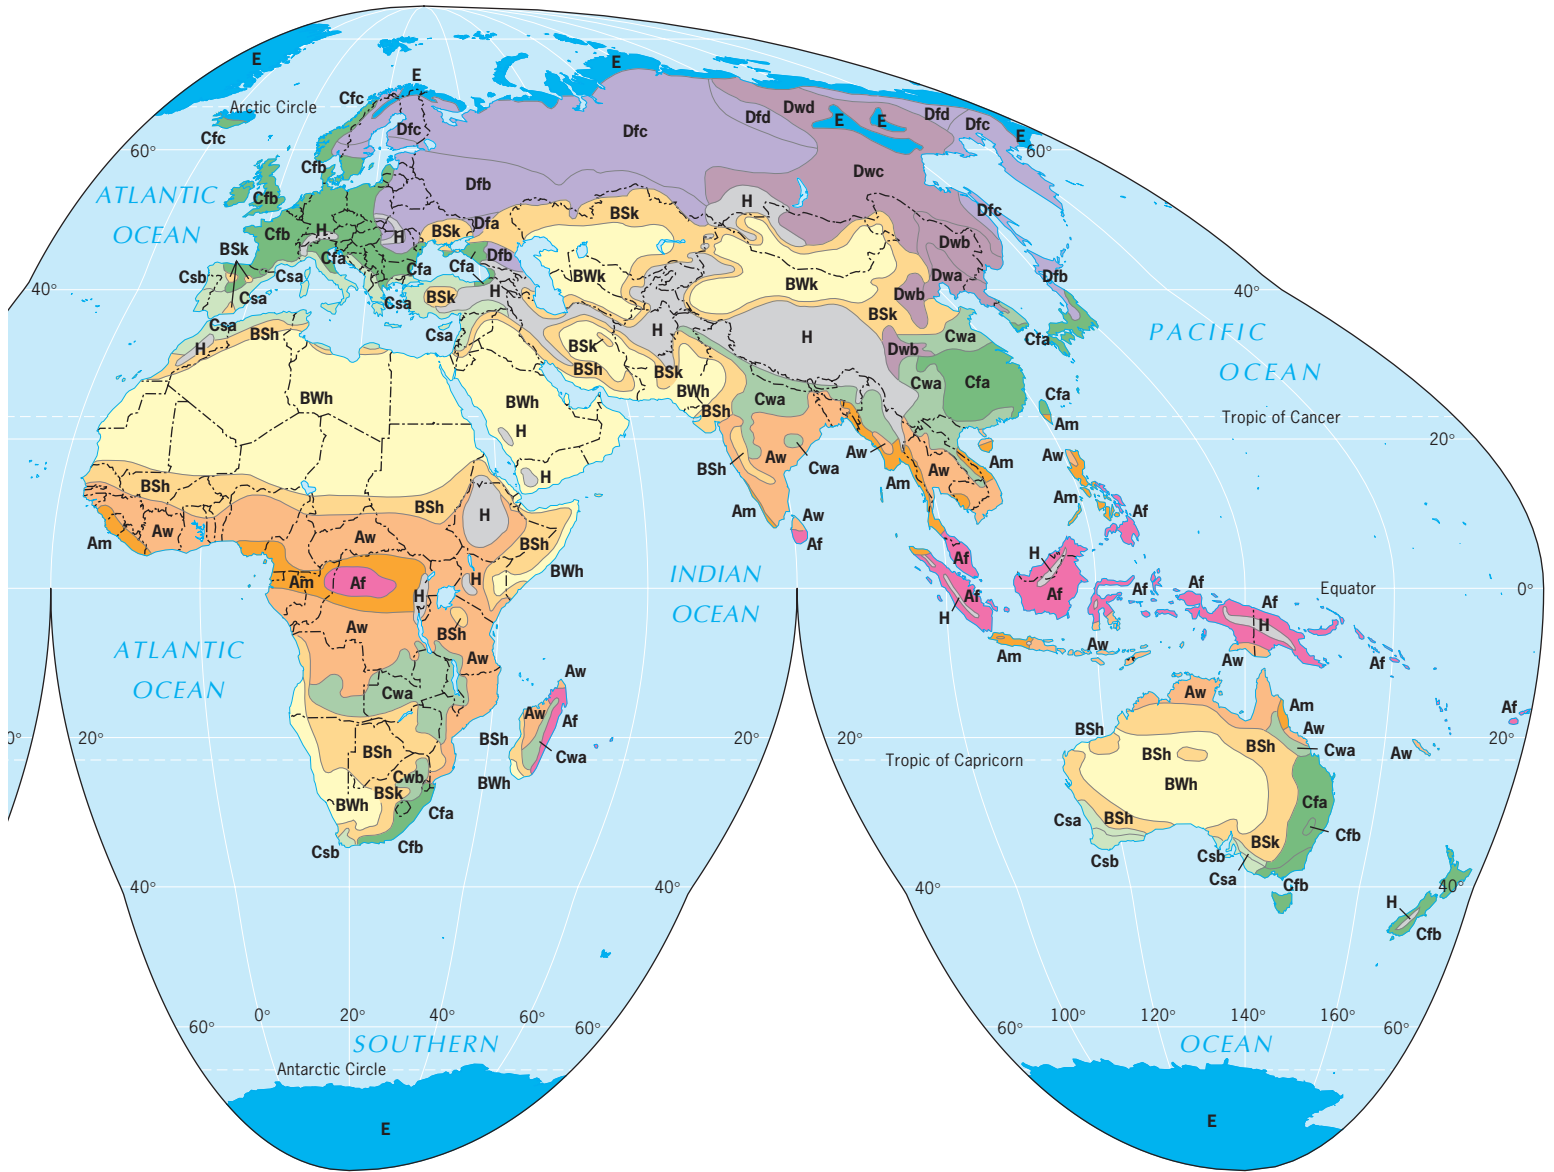 E
E
E
Arctic Circle
Cfc
Cfc
Dfc
Dfc
Dfd
Dwd
E
E
Dfd
Dfc
E
60°
60°
Cfb
Cfb
Dfb
Dwc
ATLANTIC
OCEAN
H
BSk
Dfc
Cfb
H
H
BSk
Dfa
BSk
Cfa
Dfb
Dwb
Csb
Csa
Cfa
Cfa
BWk
BWk
Dwa
Dfb
40°
Csa
Csa
BSk
H
Dwb
40°
BSk
Csa
BSh
Csa
H
H
H
Cwa
Cfa
PACIFIC
OCEAN
BSk
BSh
BSk
Dwb
BWh
BWh
BWh
BSh
Cwa
Cwa
Cfa
Cfa
Am
Tropic of Cancer
H
20°
BSh
Aw
Cwa
Aw
Aw
Am
Aw
H
BSh
BSh
H
Am
Am
Aw
Am
Af
Am
Aw
Aw
BSh
Af
BWh
H
Af
Am
Af
H
H
INDIAN
OCEAN
Af
H
Af
Af
Af
Af
H
Equator
0°
Aw
BSh
Aw
Am
Aw
Aw
Af
ATLANTIC
OCEAN
Cwa
Aw
Aw
Af
Aw
Am
Af
BSh
Aw
0°
20°
BSh
Cwa
20°
20°
BSh
BSh
BSh
Cwa
Aw
20°
Tropic of Capricorn
BWh
Cwb
BSk
BWh
BWh
Cfa
Cfa
Csa
BSh
Cfb
Csb
Cfb
Csb
Csb
Csa
BSk
Cfb
40°
40°
40°
40°
H
Cfb
60°
0°
20°
40°
60°
60°
60°
100°
120°
140°
160°
60°
SOUTHERN
OCEAN
Antarctic Circle
E
E